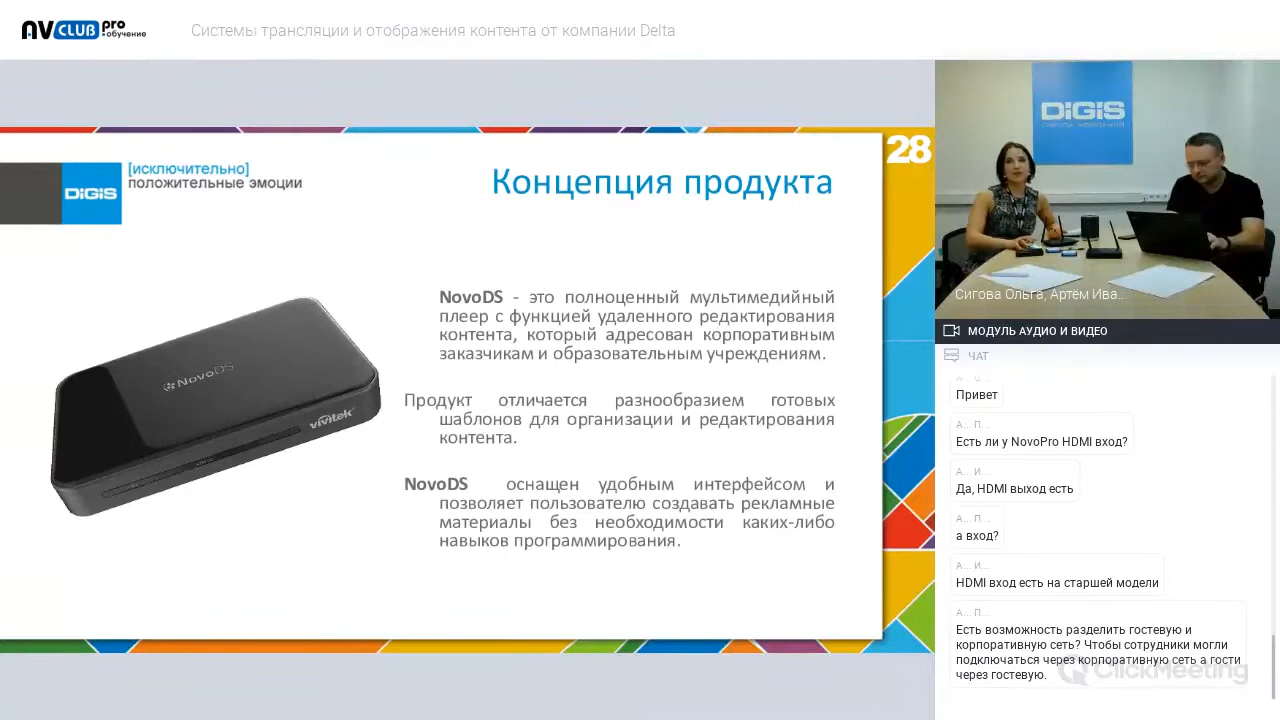 AV CLUB pro
•обучение
Системы трансляции и отображения контента от компании Delta
28
[исключительно]
положительные эмоции
DiGiS
Концепция продукта
NovoDS - это полноценный мультимедийный
плеер с функцией удаленного редактирования
контента, который адресован корпоративным
заказчикам и образовательным учреждениям.
Продукт отличается разнообразием готовых
шаблонов для организации и редактирования
контента.
NovoDS оснащен удобным интерфейсом и
позволяет пользователю создавать рекламные
материалы без необходимости каких-либо
навыков программирования.
NovoDS
vivitek
DiGiS
Сигова Ольга, Артём Ива...
МОДУЛЬ АУДИО И ВИДЕО
ЧАТ
Привет
А... П...
Есть ли у NovoPro HDMI вход?
А... И...
Да, HDMI выход есть
А... П...
а вход?
А... И...
HDMI вход есть на старшей модели
А... П...
Есть возможность разделить гостевую и
корпоративную сеть? Чтобы сотрудники могли
подключаться через корпоративную сеть а гости
через гостевую.
ClickMeeting